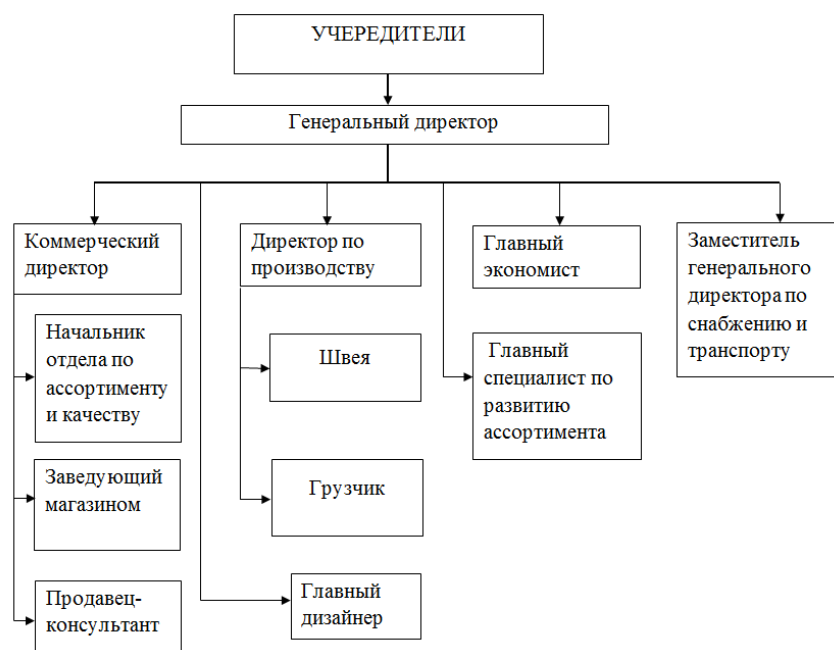 УЧЕРЕДИТЕЛИ
Генеральный директор
Коммерческий
директор
Начальник
отдела по
ассортименту
и качеству
Заведующий
магазином
Продавец-
консультант
Директор по
производству
Швея
Грузчик
Главный
дизайнер
Главный
экономист
Главный
специалист по
развитию
ассортимента
Заместитель
генерального
директора по
снабжению и
транспорту